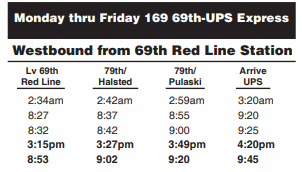 Monday thru Friday 169 69th-UPS Express
Westbound from 69th Red Line Station
Lv 69th 79th/ 79th/ Arrive
Red Line Halsted Pulaski UPS
2:34am 2:42am 2:59am 3:20am
8:27 8:37 8:55 9:20
8:32 8:42 9:00 9:25
3:15pm 3:27pm 3:49pm 4:20pm
8:53 9:02 9:20 9:45